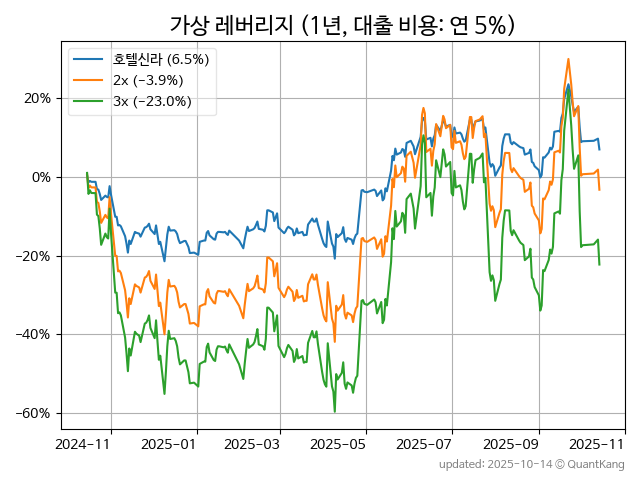 가상 레버리지 (1년, 대출 비용: 연 5%)
호텔신라 (6.5%)
2x (−3.9%)
3x (−23.0%)
20%
0%
−20%
−40%
−60%
2024-11 2025-01 2025-03 2025-05 2025-07 2025-09 2025-11
updated: 2025-10-14 © QuantKang